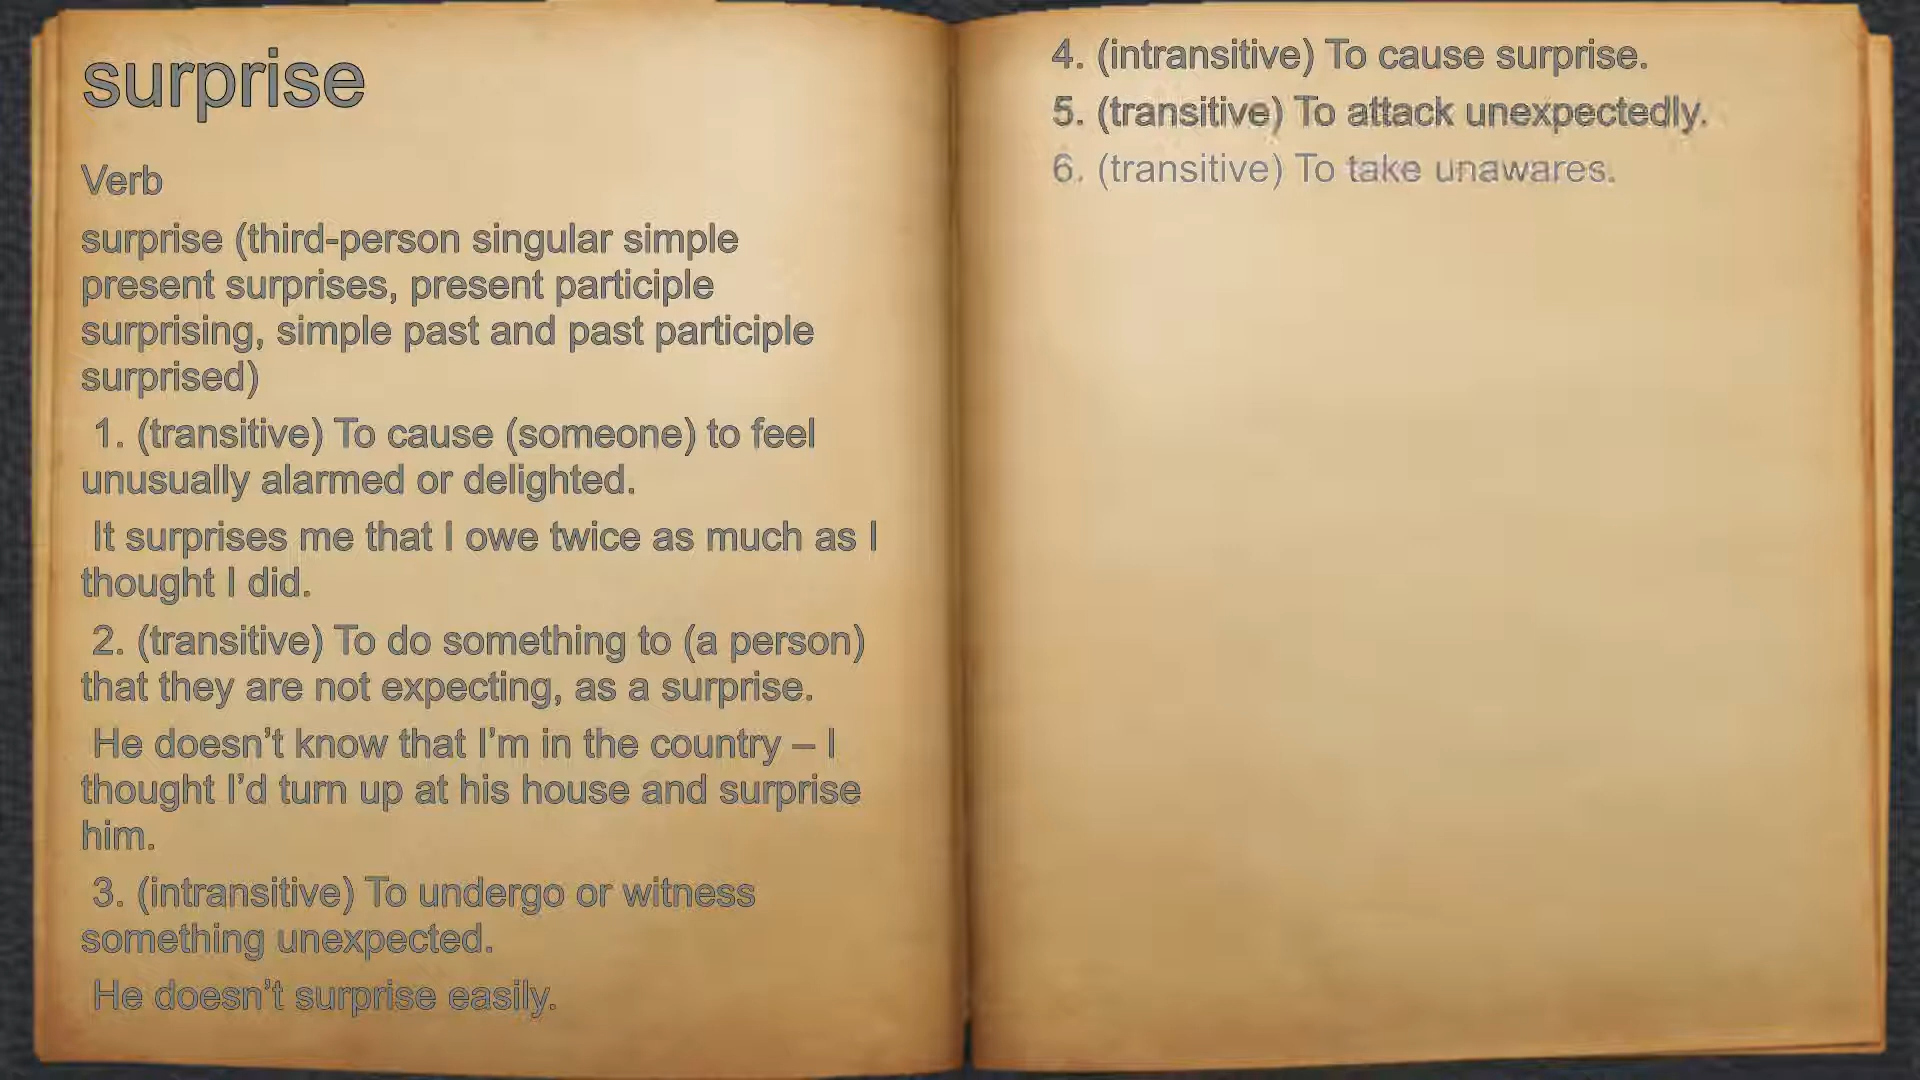 surprise
Verb
surprise (third-person singular simple
present surprises, present participle
surprising, simple past and past participle
surprised)
1. (transitive) To cause (someone) to feel
unusually alarmed or delighted.
It surprises me that I owe twice as much as I
thought I did.
2. (transitive) To do something to (a person)
that they are not expecting, as a surprise.
He doesn’t know that I’m in the country – I
thought I’d turn up at his house and surprise
him.
3. (intransitive) To undergo or witness
something unexpected.
He doesn’t surprise easily.
4. (intransitive) To cause surprise.
5. (transitive) To attack unexpectedly.
6. (transitive) To take unawares.